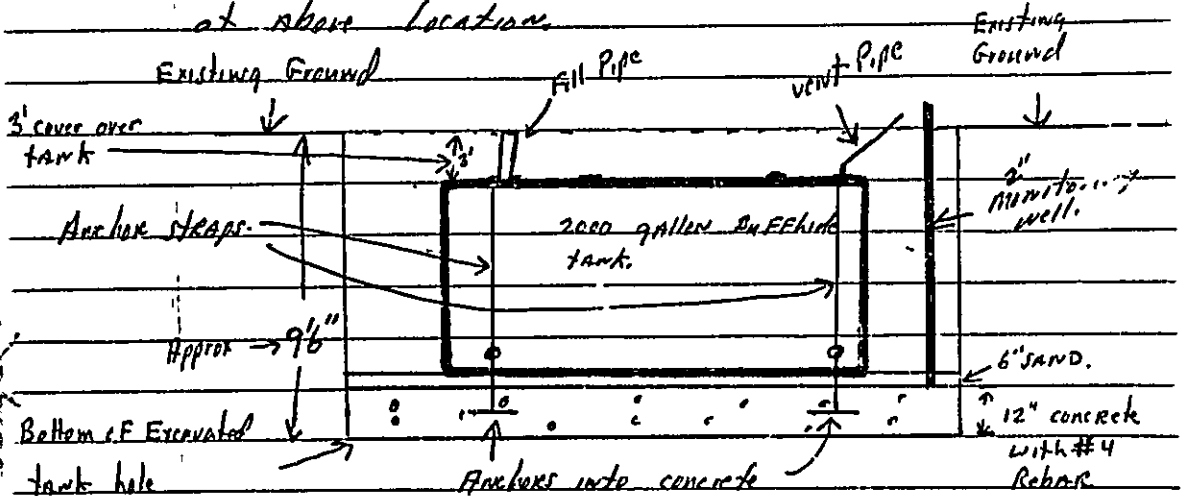 at above location.
Existing Ground
Fill Pipe
vent Pipe
Existing Ground
3' cover over tank
3'
Anchor straps.
2000 gallon Buffhide tank.
2" Monitoring well.
Approx → 9'6"
6" SAND.
Bottom of Excavated tank hole
Anchors into concrete
12" concrete with #4 Rebar